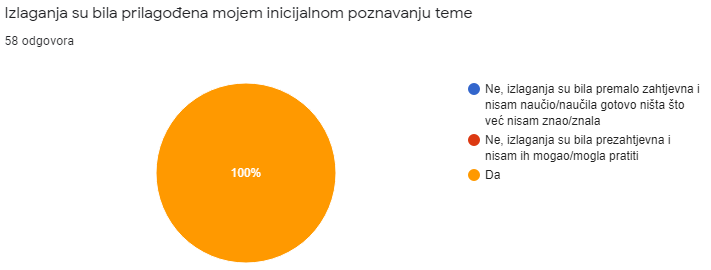 Izlaganja su bila prilagođena mojem inicijalnom poznavanju teme
58 odgovora
100%
Ne, izlaganja su bila premalo zahtjevna i
nisam naučio/naučila gotovo ništa što
već nisam znao/znala
Ne, izlaganja su bila prezahtjevna i
nisam ih mogao/mogla pratiti
Da